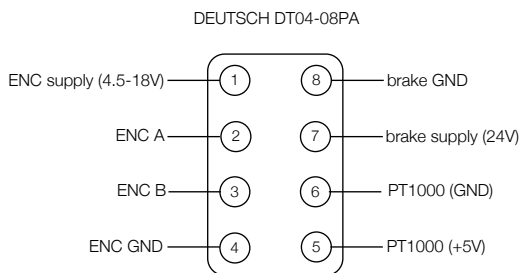 DEUTSCH DT04-08PA
ENC supply (4.5-18V) 1 8 brake GND
ENC A 2 7 brake supply (24V)
ENC B 3 6 PT1000 (GND)
ENC GND 4 5 PT1000 (+5V)